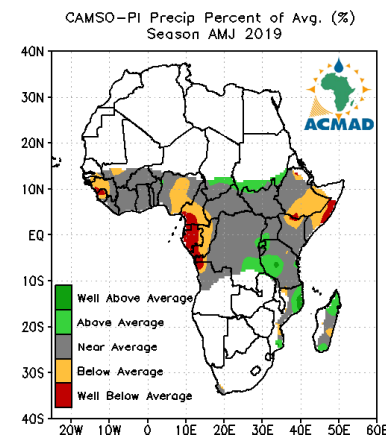 CAMSO-PI Precip Percent of Avg. (%)
Season AMJ 2019
40N
30N
20N
10N
EQ
10S
20S
30S
40S
20W
10W
0
10E
20E
30E
40E
50E
60E
ACMAD
Well Above Average
Above Average
Near Average
Below Average
Well Below Average